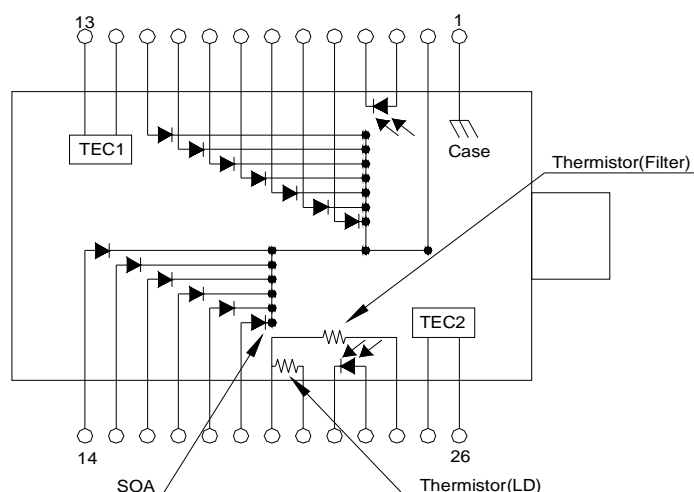 13
1
TEC1
Case
Thermistor(Filter)
TEC2
14
26
SOA
Thermistor(LD)